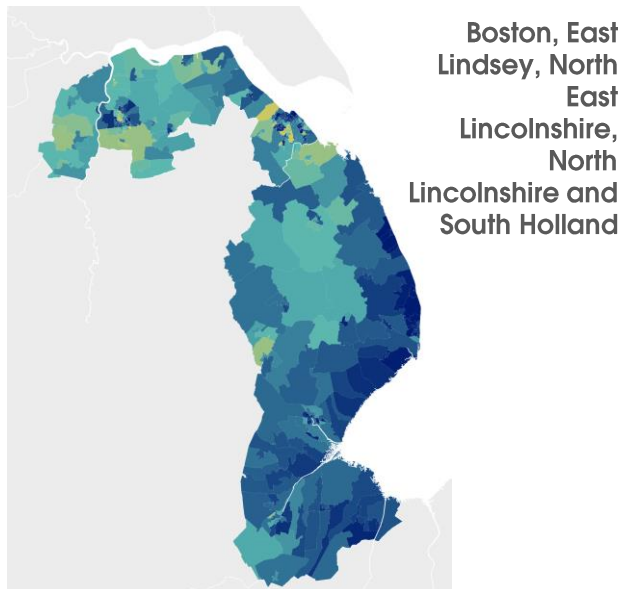 Boston, East
Lindsey, North
East
Lincolnshire,
North
Lincolnshire and
South Holland